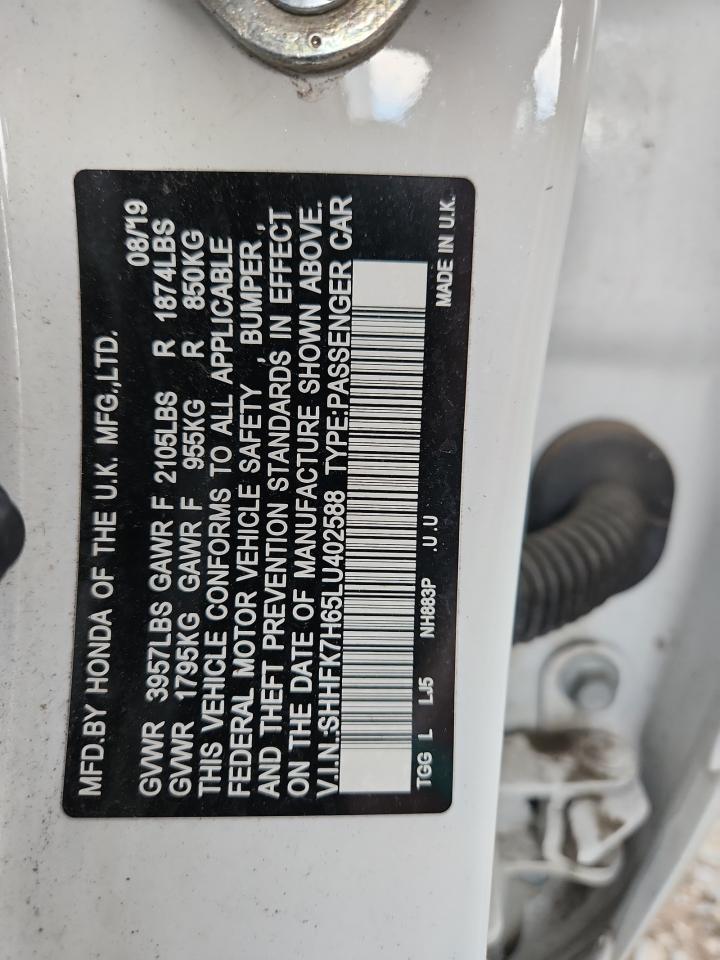 MFD.BY HONDA OF THE U.K. MFG.,LTD.
08/19
GVWR 3957LBS GAWR F 2105LBS R 1874LBS
GVWR 1795KG GAWR F 955KG R 850KG
THIS VEHICLE CONFORMS TO ALL APPLICABLE
FEDERAL MOTOR VEHICLE SAFETY , BUMPER ,
AND THEFT PREVENTION STANDARDS IN EFFECT
ON THE DATE OF MANUFACTURE SHOWN ABOVE.
V.I.N.:SHHFK7H65LU402588 TYPE:PASSENGER CAR
TGG L LJ5 NH883P .U.U MADE IN U.K.